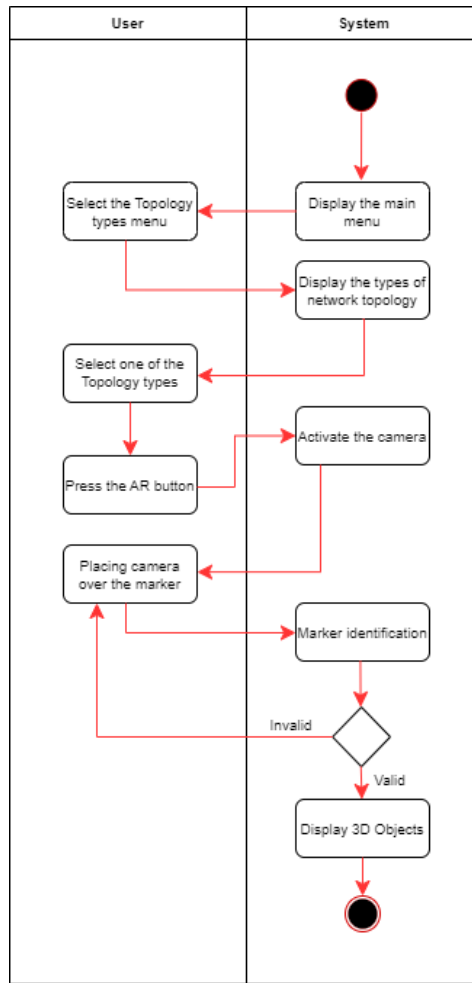 User
System
Display the main
menu
Select the Topology
types menu
Display the types of
network topology
Select one of the
Topology types
Press the AR button
Activate the camera
Placing camera
over the marker
Marker identification
Invalid
Valid
Display 3D Objects